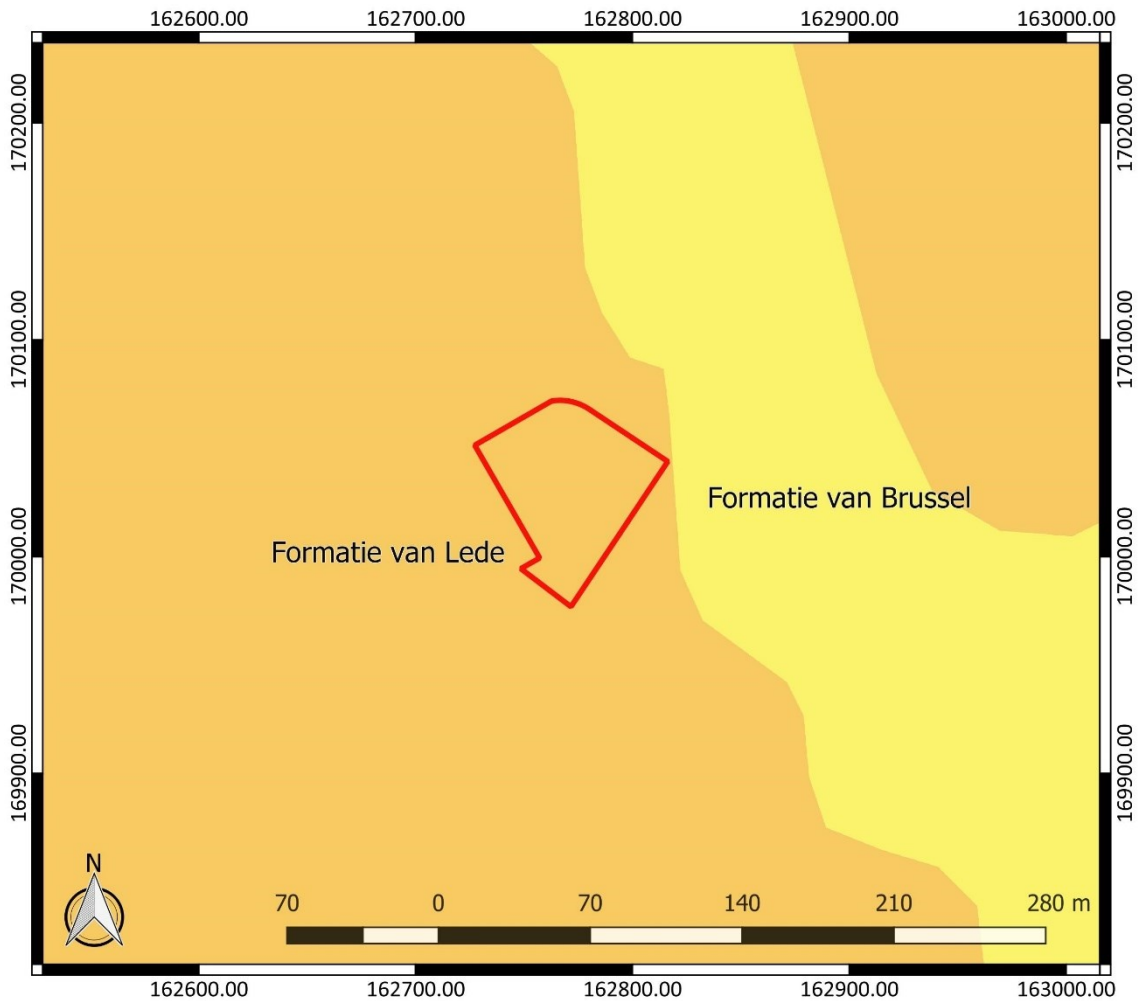 162600.00 162700.00 162800.00 162900.00 163000.00
170200.00 170200.00
170100.00 170100.00
Formatie van Brussel
Formatie van Lede
170000.00 170000.00
169900.00 169900.00
N
70 0 70 140 210 280 m
162600.00 162700.00 162800.00 162900.00 163000.00